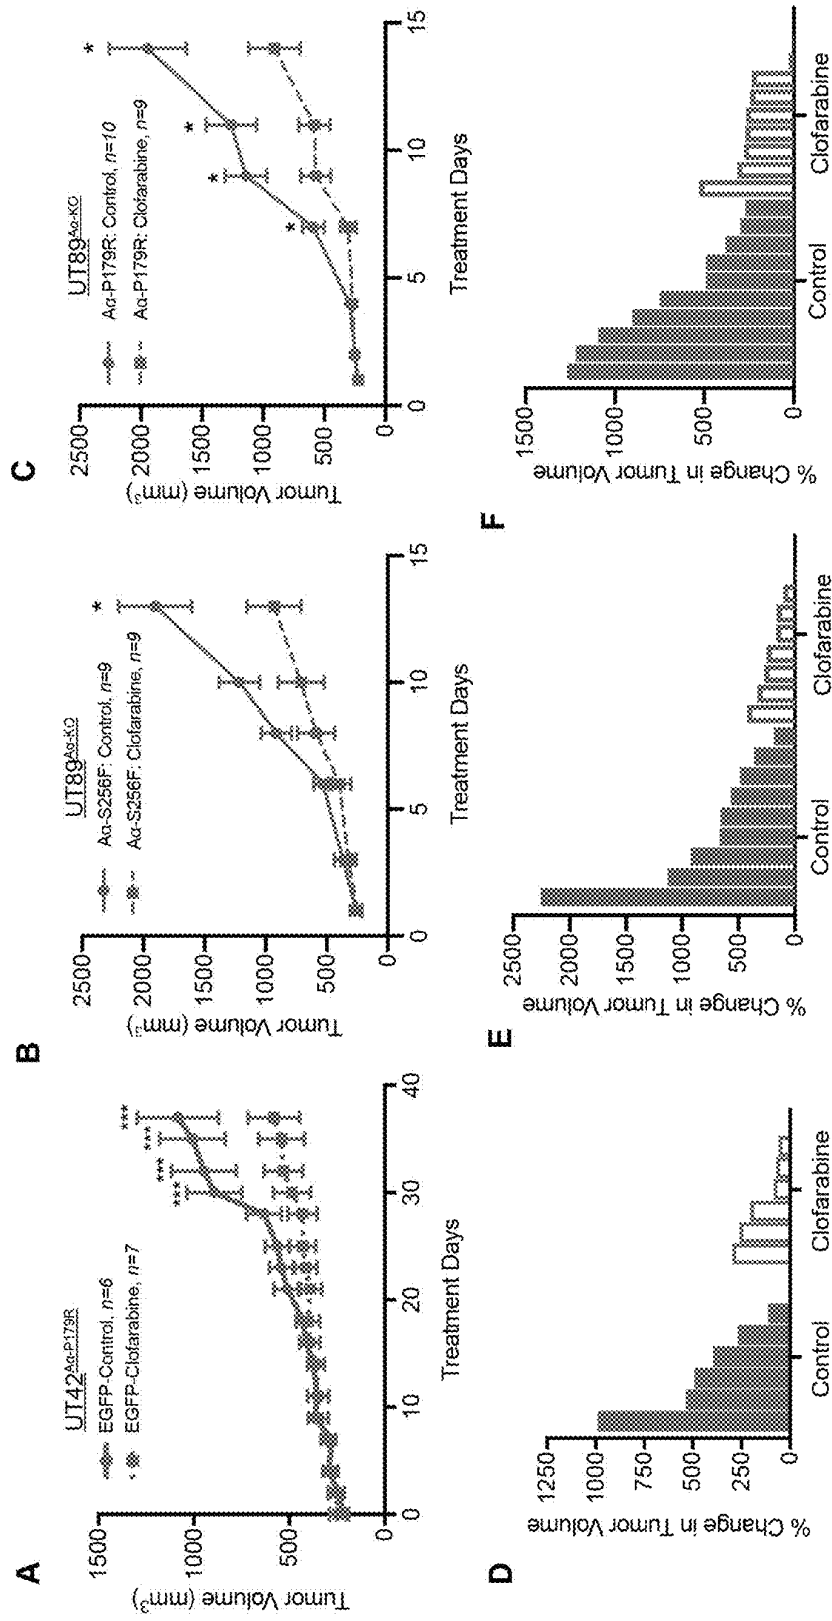 A
UT42Aα-P179R
EGFP-Control, n=6
EGFP-Clofarabine, n=7
***
***
***
***
1500
1000
500
0
Tumor Volume (mm3)
0
10
20
30
40
Treatment Days
B
UT89Aα-KO
Aα-S256F: Control, n=9
Aα-S256F: Clofarabine, n=9
*
2500
2000
1500
1000
500
0
Tumor Volume (mm3)
0
5
10
15
Treatment Days
C
UT89Aα-KO
Aα-P179R: Control, n=10
Aα-P179R: Clofarabine, n=9
*
*
*
*
2500
2000
1500
1000
500
0
Tumor Volume (mm3)
0
5
10
15
Treatment Days
D
1250
1000
750
500
250
0
% Change in Tumor Volume
Control
Clofarabine
E
2500
2000
1500
1000
500
0
% Change in Tumor Volume
Control
Clofarabine
F
1500
1000
500
0
% Change in Tumor Volume
Control
Clofarabine